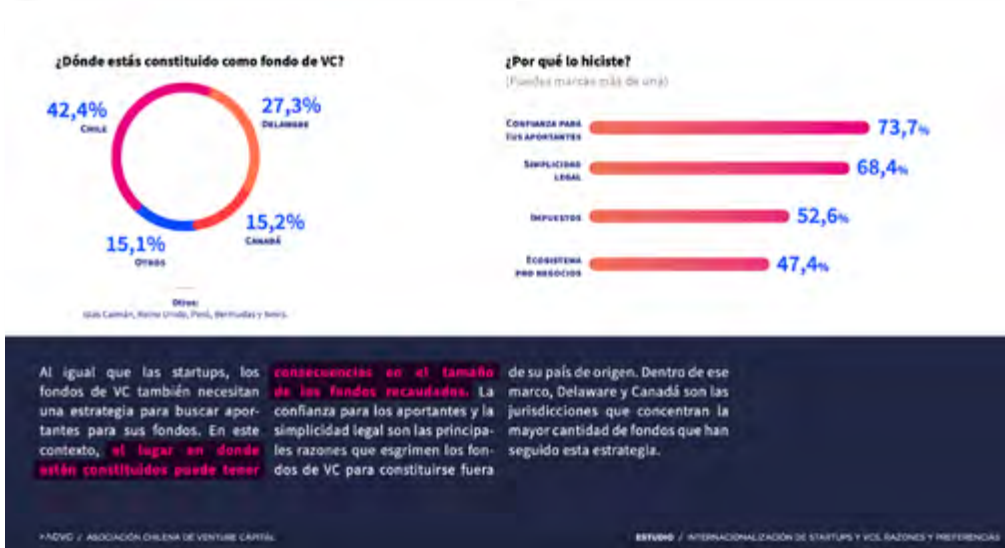 ¿Dónde estás constituido como fondo de VC?
42,4%
CHILE
27,3%
DELAWARE
15,2%
CANADÁ
15,1%
OTROS
Otros:
Islas Caimán, Reino Unido, Perú, Bermudas y Nevis.
¿Por qué lo hiciste?
(Puedes marcar más de una)
CONFIANZA PARA
TUS APORTANTES
73,7%
SIMPLICIDAD
LEGAL
68,4%
IMPUESTOS
52,6%
ECOSISTEMA
PRO NEGOCIOS
47,4%
Al igual que las startups, los
fondos de VC también necesitan
una estrategia para buscar apor-
tantes para sus fondos. En este
contexto, el lugar en donde
están constituidos puede tener
consecuencias en el tamaño
de los fondos recaudados. La
confianza para los aportantes y la
simplicidad legal son las principa-
les razones que esgrimen los fon-
dos de VC para constituirse fuera
de su país de origen. Dentro de ese
marco, Delaware y Canadá son las
jurisdicciones que concentran la
mayor cantidad de fondos que han
seguido esta estrategia.
/ ASOCIACIÓN CHILENA DE VENTURE CAPITAL
ESTUDIO / INTERNACIONALIZACIÓN DE STARTUPS Y VCS, RAZONES Y PREFERENCIAS